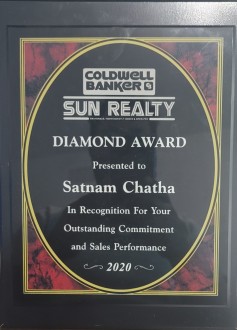 COLDWELL
BANKER
SUN REALTY
DIAMOND AWARD
Presented to
Satnam Chatha
In Recognition For Your
Outstanding Commitment
and Sales Performance
2020